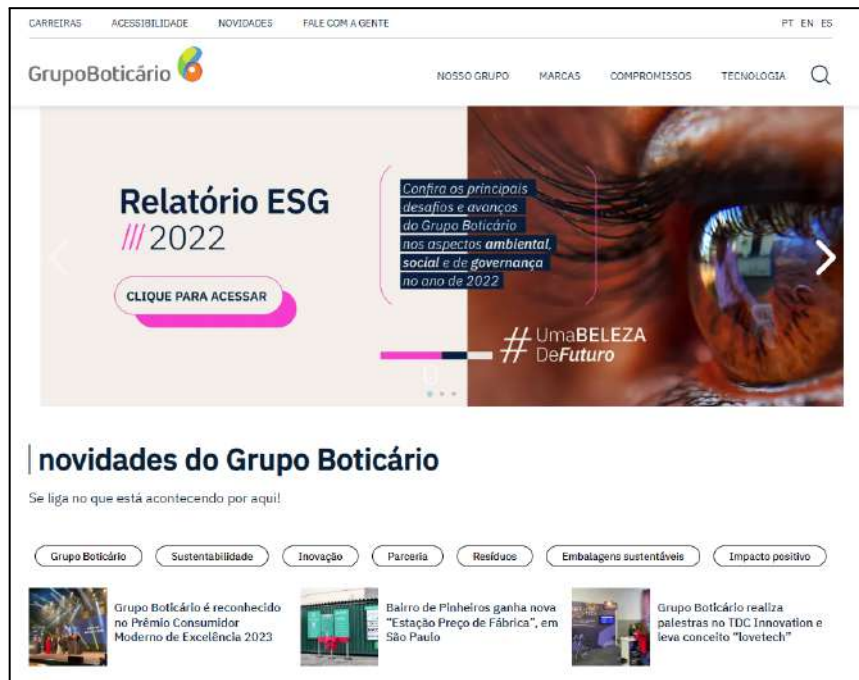 CARREIRAS ACESSIBILIDADE NOVIDADES FALE COM A GENTE PT EN ES
GrupoBoticário
NOSSO GRUPO MARCAS COMPROMISSOS TECNOLOGIA
Relatório ESG
///2022
CLIQUE PARA ACESSAR
Confira os principais
desafios e avanços
do Grupo Boticário
nos aspectos ambiental,
social e de governança
no ano de 2022
#UmaBELEZA
DeFuturo
novidades do Grupo Boticário
Se liga no que está acontecendo por aqui!
Grupo Boticário Sustentabilidade Inovação Parceria Resíduos Embalagens sustentáveis Impacto positivo
Grupo Boticário é reconhecido
no Prêmio Consumidor
Moderno de Excelência 2023
Bairro de Pinheiros ganha nova
"Estação Preço de Fábrica", em
São Paulo
Grupo Boticário realiza
palestras no TDC Innovation e
leva conceito "lovetech"